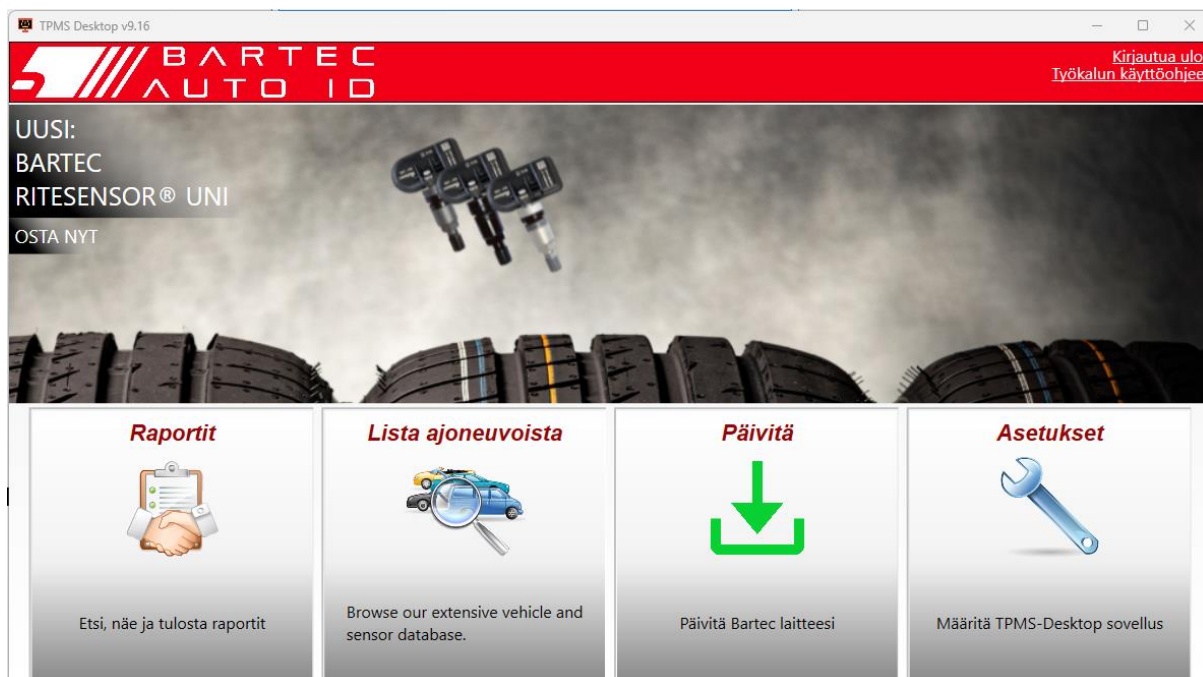 TPMS Desktop v9.16
BARTEC
AUTO ID
Kirjautua ulo
Työkalun käyttöohjee
UUSI:
BARTEC
RITESENSOR® UNI
OSTA NYT
Raportit
Etsi, näe ja tulosta raportit
Lista ajoneuvoista
Browse our extensive vehicle and
sensor database.
Päivitä
Päivitä Bartec laitteesi
Asetukset
Määritä TPMS-Desktop sovellus